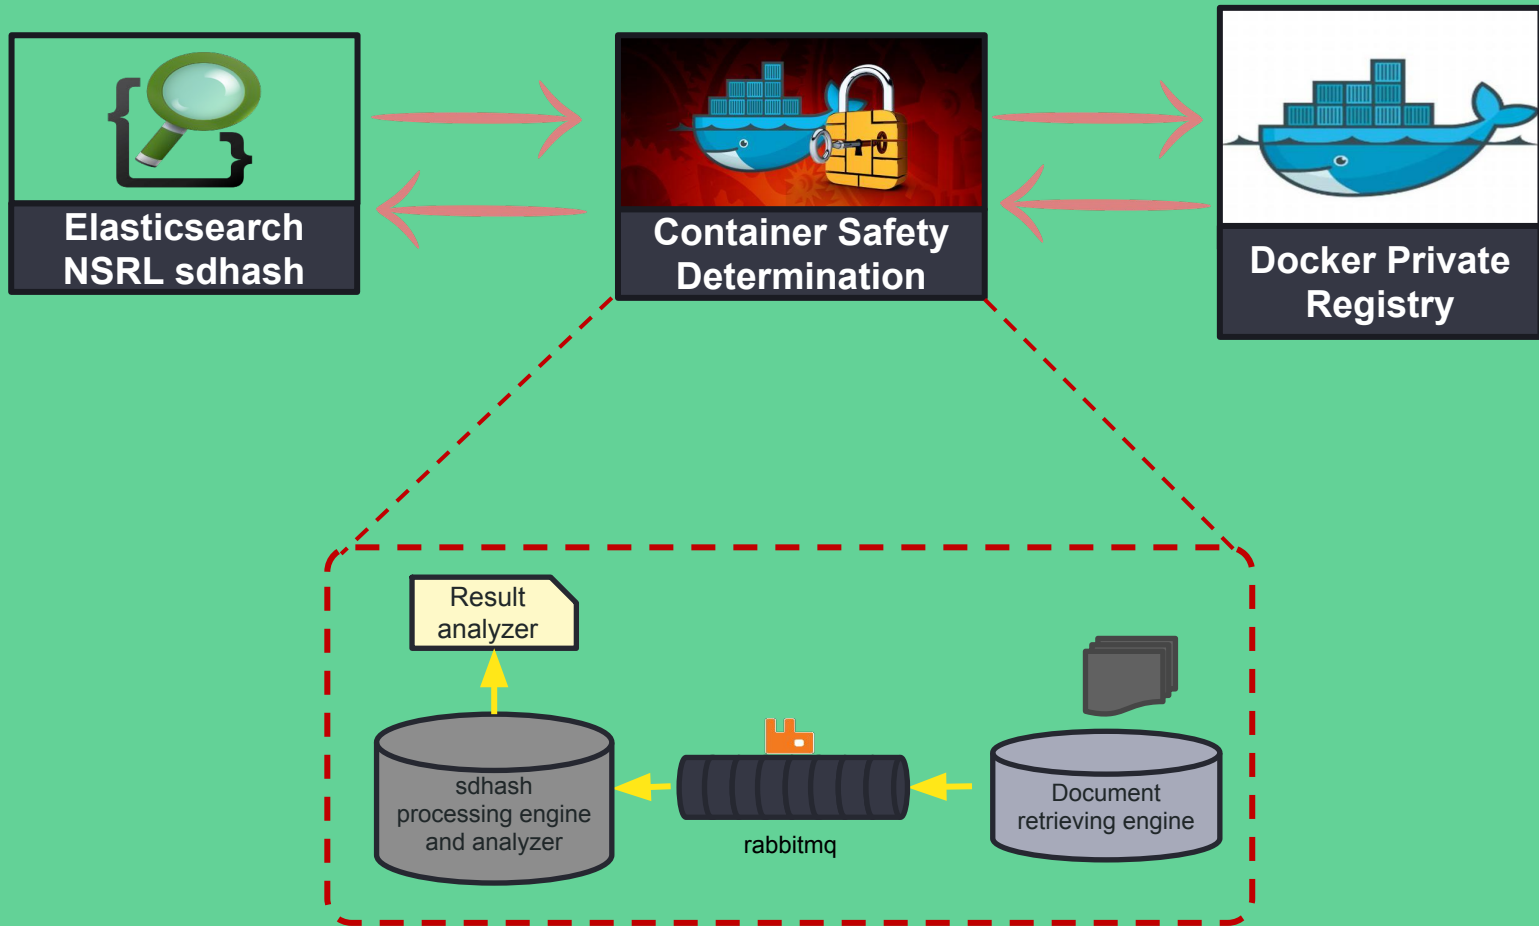 Elasticsearch
NSRL sdhash
Container Safety
Determination
Docker Private
Registry
Result
analyzer
sdhash
processing engine
and analyzer
rabbitmq
Document
retrieving engine